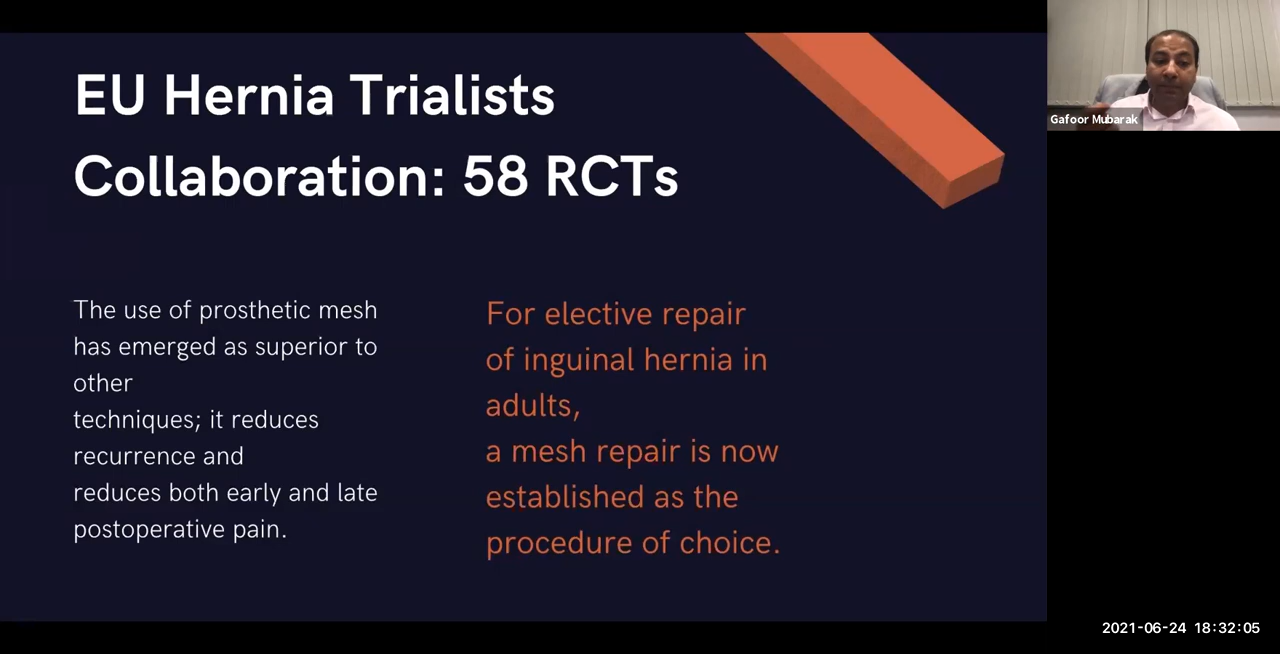 EU Hernia Trialists
Collaboration: 58 RCTs
The use of prosthetic mesh
has emerged as superior to
other
techniques; it reduces
recurrence and
reduces both early and late
postoperative pain.
For elective repair
of inguinal hernia in
adults,
a mesh repair is now
established as the
procedure of choice.
Gafoor Mubarak
2021-06-24 18:32:05